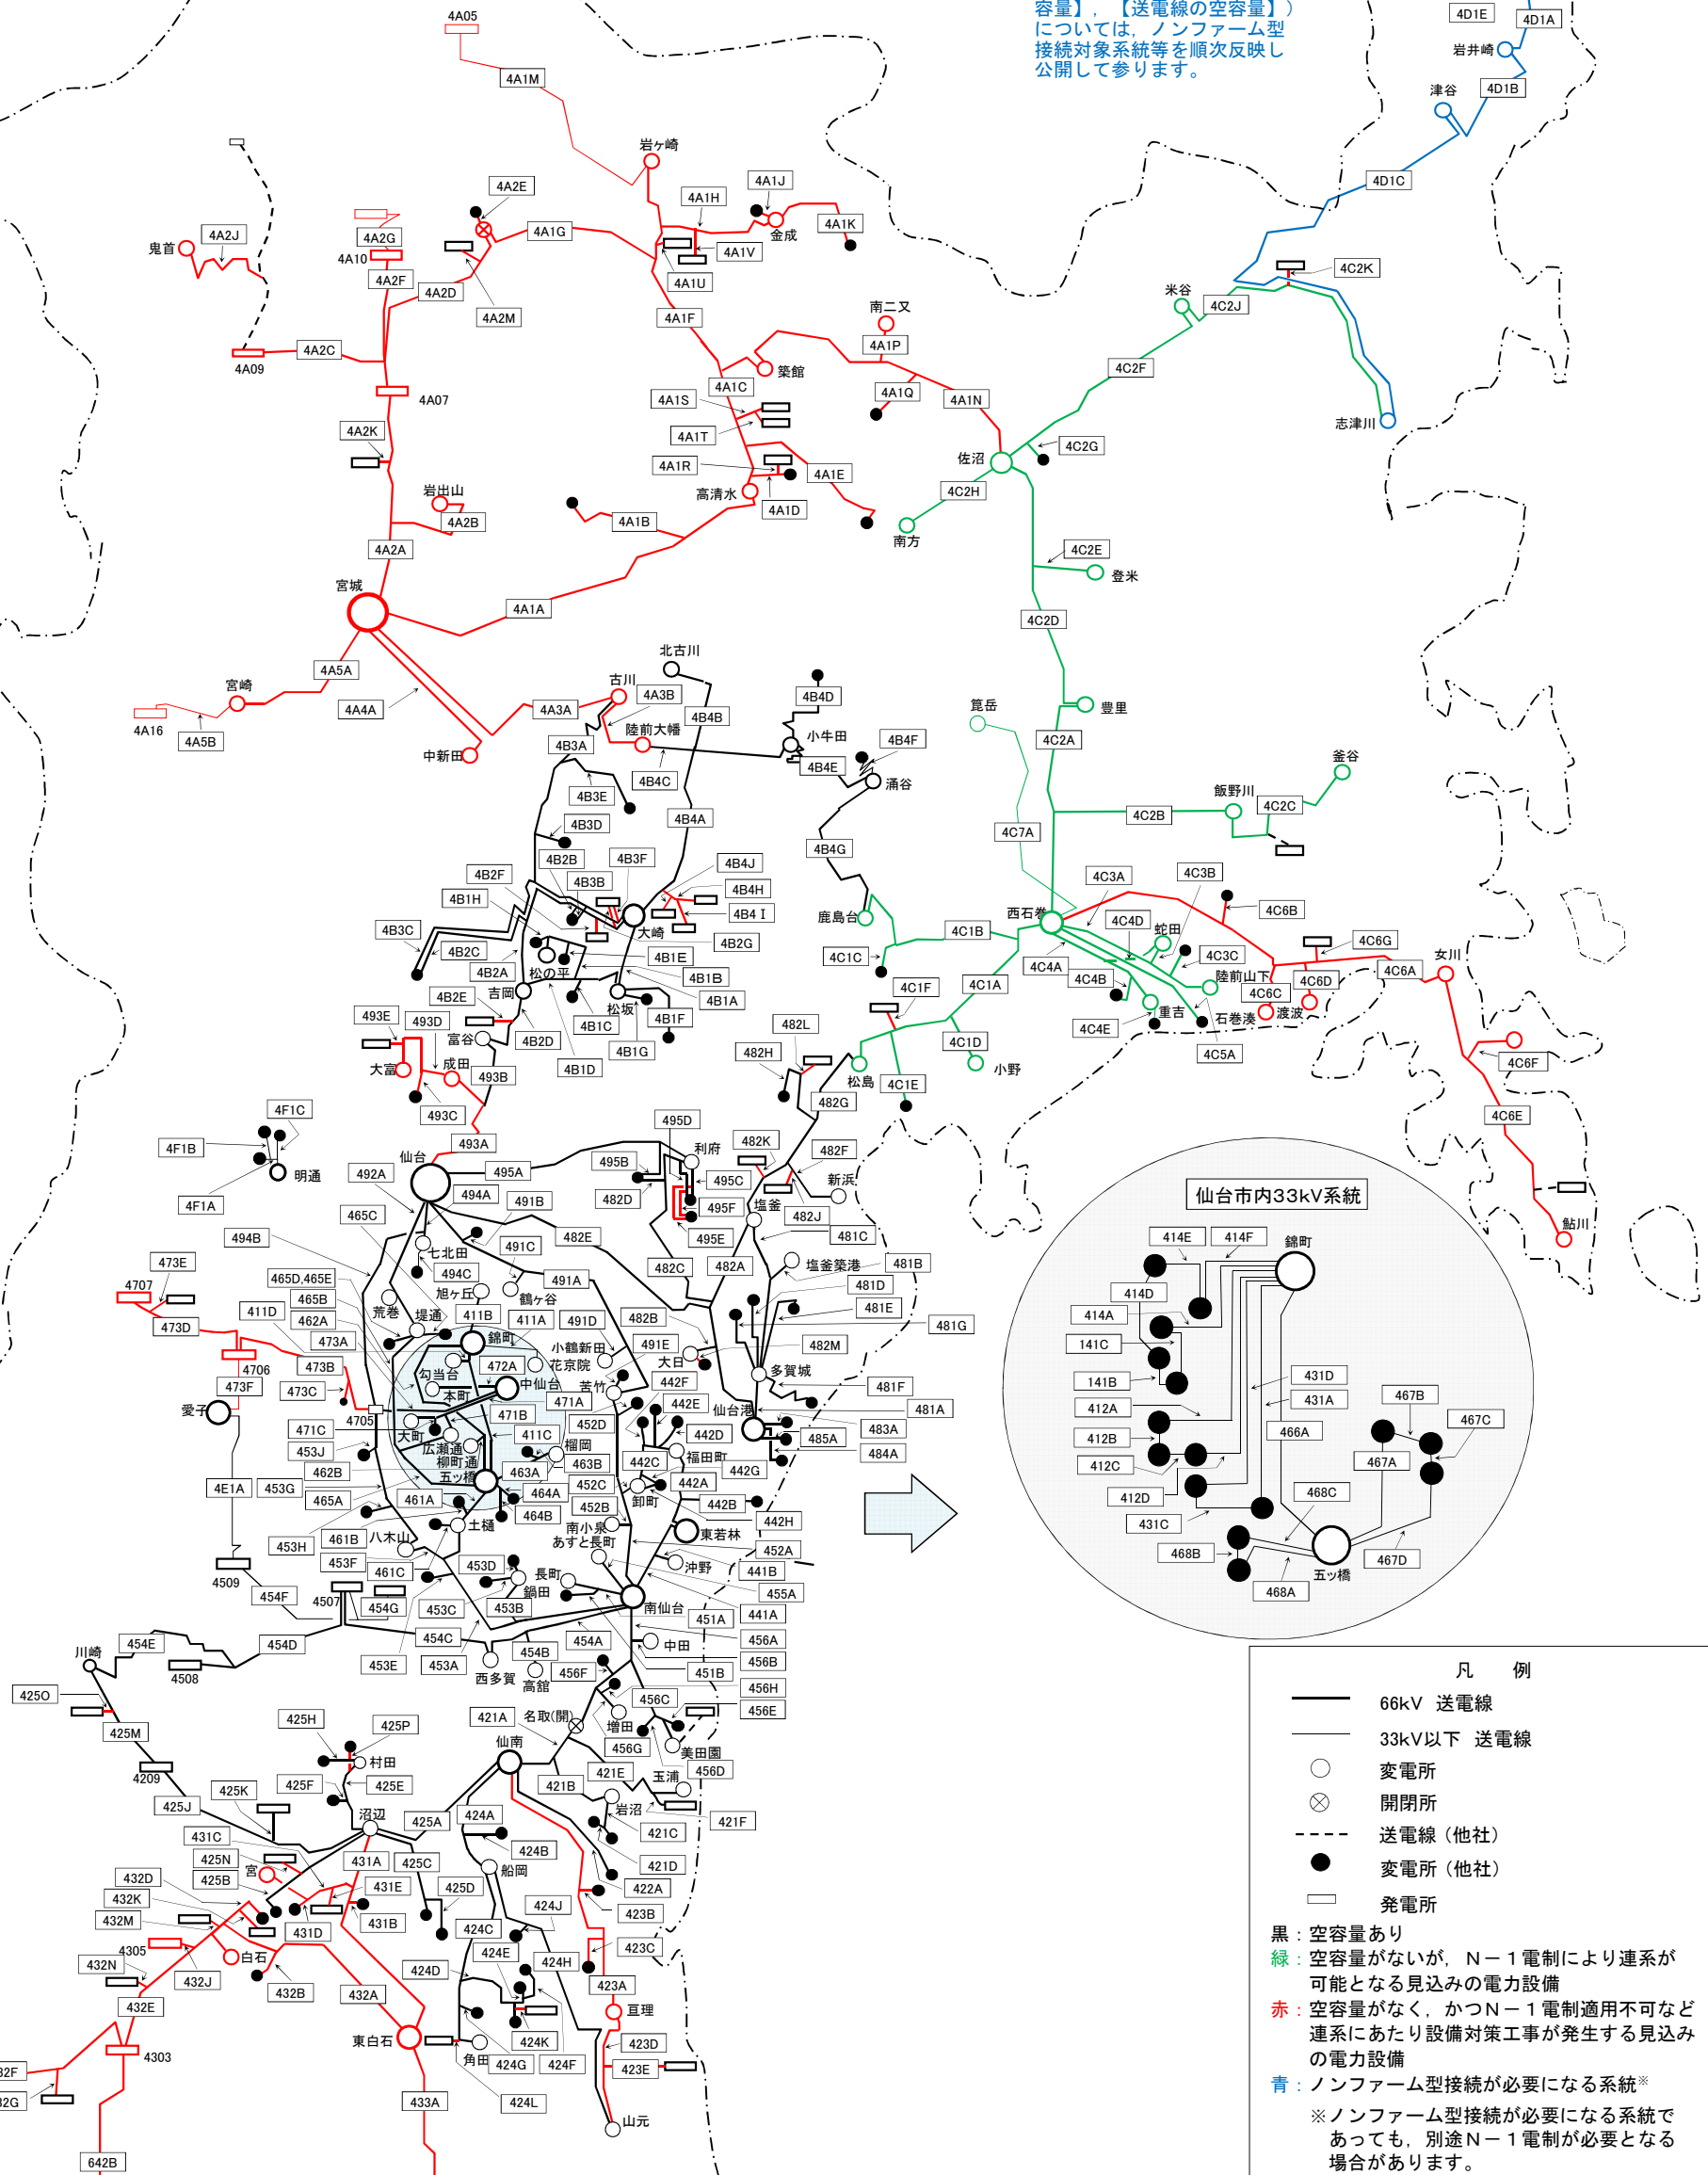 容量】，【送電線の空容量】）
については，ノンファーム型
接続対象系統等を順次反映し
公開して参ります。
4A05
4D1E
4D1A
岩井崎
4A1M
津谷
4D1B
岩ヶ崎
4D1C
4A2E
4A1H
4A1J
4A1K
金成
4A2J
鬼首
4A2G
4A10
4A2F
4A1G
4A1V
4A1U
4C2K
4A2D
4A2M
米谷
4C2J
4A1F
南二又
4A1P
4A2C
4A09
築館
4C2F
4A1C
4A07
4A1S
4A1Q
4A1N
志津川
4A2K
4A1T
4C2G
4A1R
4A1E
佐沼
岩出山
高清水
4A1D
4C2H
4A2B
4A1B
南方
4A2A
4C2E
登米
宮城
4A1A
4C2D
北古川
4A5A
宮崎
古川
4A3B
4B4D
筐岳
豊里
4A4A
4A3A
4B4B
4A16
4A5B
陸前大幡
小牛田
4B4F
4C2A
中新田
4B3A
4B4C
4B4E
涌谷
釜谷
4B3E
飯野川
4C2C
4B4A
4C2B
4B3D
4C7A
4B4G
4B2B
4B3F
4B2F
4B3B
4B4J
4C3A
4C3B
4B1H
4B4H
4C6B
鹿島台
西石巻
4B4Ｉ
4B3C
大崎
4C4D
蛇田
4C1B
4B2C
4B2G
4C6G
4C1C
4C3C
女川
4B1E
4C4A
4B2A
松の平
4B1B
4C4B
陸前山下
4C6D
4C6A
吉岡
4B2E
4B1A
4C1F
4C1A
4C6C
松坂
4B1F
重吉
石巻湊
渡波
493E
493D
富谷
4B1C
482L
4C4E
4B2D
4B1G
4C1D
4C5A
大富
成田
4B1D
482H
小野
4C6F
493B
松島
4C1E
493C
482G
4F1C
4C6E
495D
4F1B
493A
利府
482K
482F
仙台
495A
495B
明通
492A
495C
新浜
482D
4F1A
494A
491B
495F
塩釜
482J
仙台市内33kV系統
465C
鮎川
494B
482E
495E
481C
七北田
491C
414E
414F
錦町
473E
494C
482C
482A
塩釜築港
481B
4707
465D,465E
旭ヶ丘
491A
481D
414D
荒巻
鶴ヶ谷
465B
481E
414A
411D
堤通
411B
411A
491D
482B
481G
473D
462A
錦町
小鶴新田
491E
482M
141C
473A
花京院
大日
4706
473B
勾当台
472A
多賀城
431D
141B
473F
473C
本町
中仙台
苦竹
442F
481F
431A
467B
愛子
471A
442E
412A
467C
4705
471B
452D
仙台港
481A
466A
471C
大町
411C
442D
483A
412B
453J
広瀬通
榴岡
485A
467A
柳町通
福田町
442C
484A
412C
462B
五ッ橋
463A
463B
442G
468C
4E1A
453G
452C
442A
412D
465A
461A
464A
卸町
442B
464B
452B
431C
461B
土樋
南小泉
442H
467D
453H
八木山
東若林
468B
453F
あすと長町
452A
五ッ橋
461C
453D
沖野
441B
468A
4509
長町
455A
454F
4507
鍋田
454G
453C
453B
南仙台
451A
441A
454E
454D
454C
454A
中田
456A
川崎
454B
456B
453E
453A
4508
西多賀
高舘
456F
451B
425O
456H
421A
名取(開)
456C
456E
425M
425H
425P
増田
仙南
456G
美田園
4209
村田
421E
456D
425K
425F
425E
421B
玉浦
425J
岩沼
沼辺
425A
424A
421C
421F
431C
424B
425N
431A
425C
421D
宮
船岡
432D
425B
431E
425D
422A
432K
424J
432M
431D
431B
424C
423B
4305
424E
424H
423C
白石
432N
432J
424D
423A
432B
432A
432E
亘理
東白石
424K
423D
4303
角田
424G
424F
423E
433A
424L
山元
642B
凡　例
66kV 送電線
33kV以下 送電線
変電所
開閉所
送電線（他社）
変電所（他社）
発電所
黒：空容量あり
緑：空容量がないが，Ｎ－１電制により連系が
可能となる見込みの電力設備
赤：空容量がなく，かつＮ－１電制適用不可など
連系にあたり設備対策工事が発生する見込み
の電力設備
青：ノンファーム型接続が必要になる系統※
※ノンファーム型接続が必要になる系統で
あっても，別途Ｎ－１電制が必要となる
場合があります。